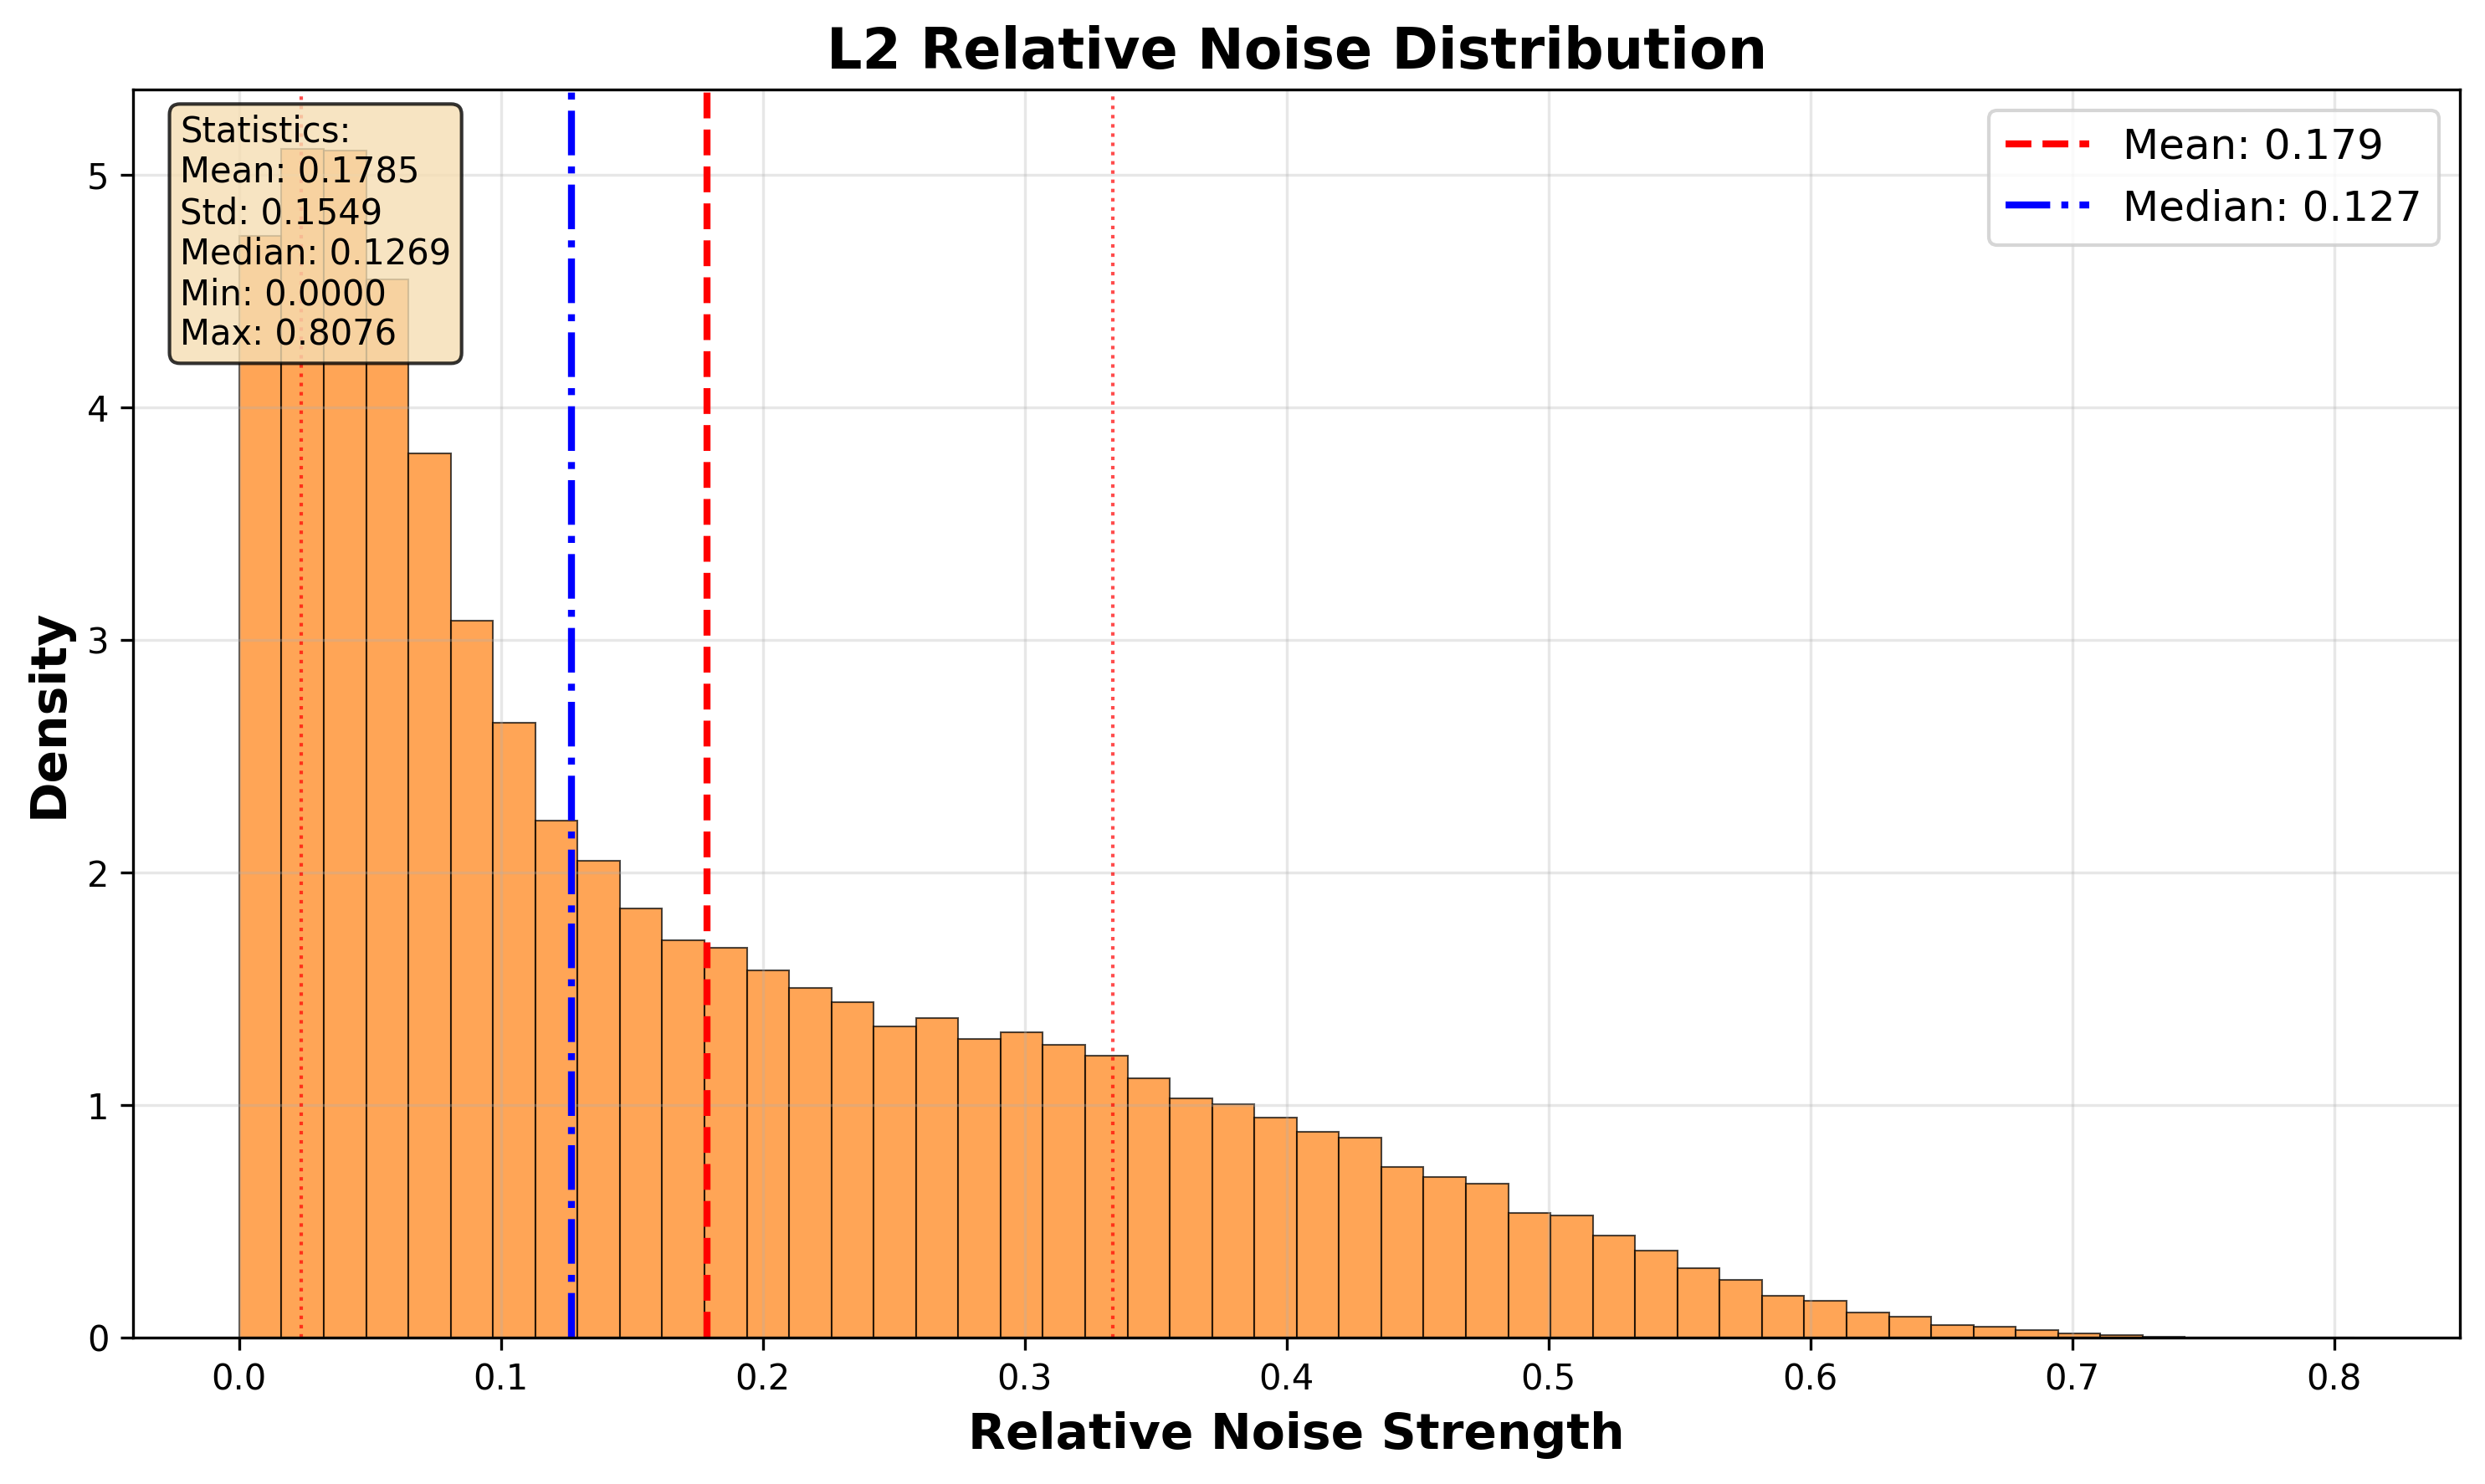 L2 Relative Noise Distribution
Statistics:
Mean: 0.1785
Std: 0.1549
Median: 0.1269
Min: 0.0000
Max: 0.8076
Mean: 0.179
Median: 0.127
Density
5
4
3
2
1
0
0.0 0.1 0.2 0.3 0.4 0.5 0.6 0.7 0.8
Relative Noise Strength